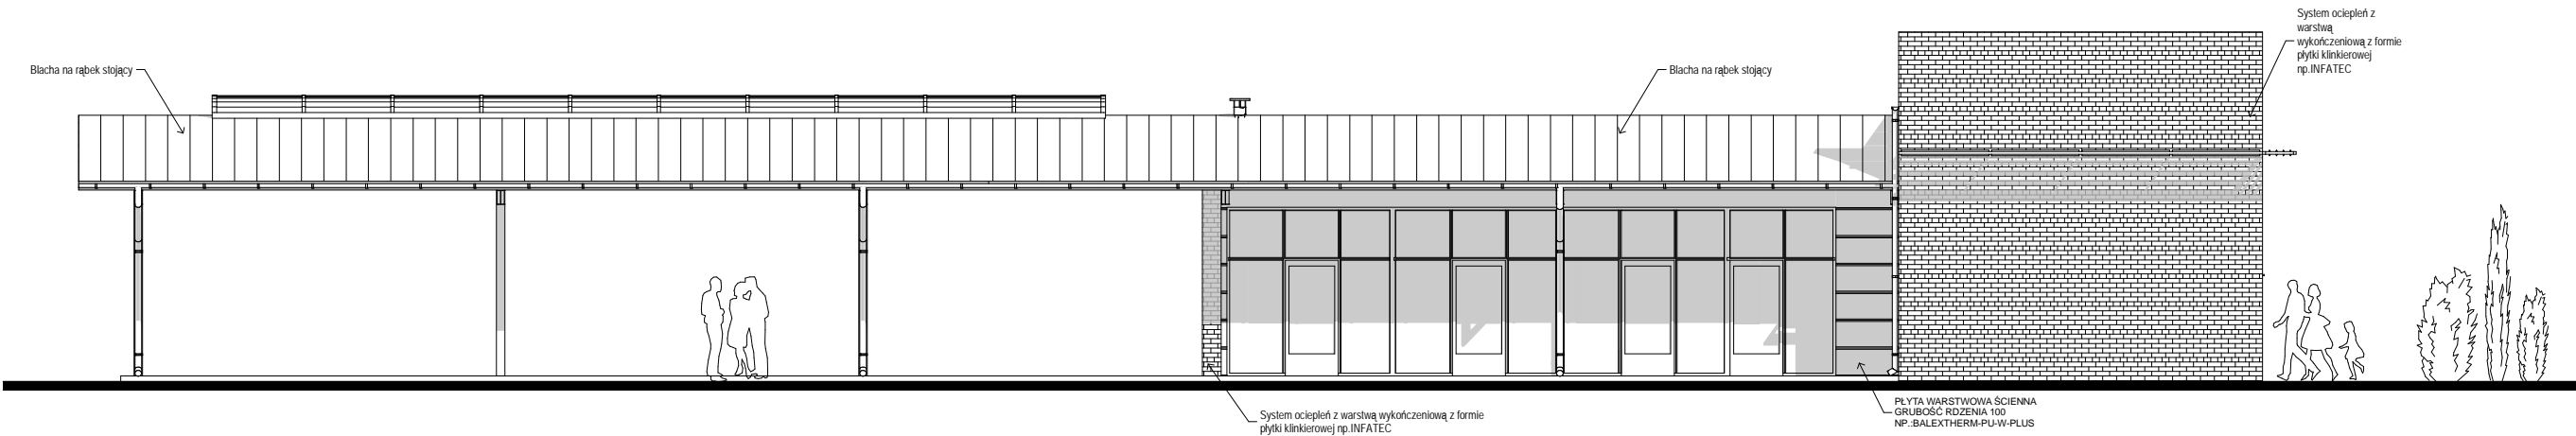 System ociepleń z
warstwą
wykończeniową z formie
płytki klinkierowej
np.INFATEC
Blacha na rąbek stojący
Blacha na rąbek stojący
System ociepleń z warstwą wykończeniową z formie
płytki klinkierowej np.INFATEC
PŁYTA WARSTWOWA ŚCIENNA
GRUBOŚĆ RDZENIA 100
NP.:BALEXTHERM-PU-W-PLUS